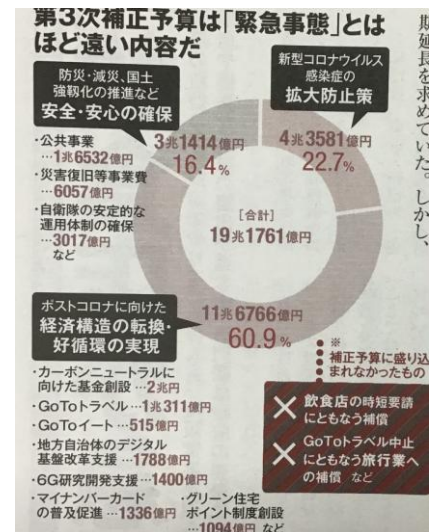 第3次補正予算は「緊急事態」とは
ほど遠い内容だ
防災・減災、国土
強靱化の推進など
安全・安心の確保
3兆1414億円
16.4%
・公共事業
…1兆6532億円
・災害復旧等事業費
…6057億円
・自衛隊の安定的な
運用体制の確保
…3017億円
など
新型コロナウイルス
感染症の
拡大防止策
4兆3581億円
22.7%
[合計]
19兆1761億円
ポストコロナに向けた
経済構造の転換・
好循環の実現
11兆6766億円
60.9%
・カーボンニュートラルに
向けた基金創設…2兆円
・GoToトラベル…1兆311億円
・GoToイート…515億円
・地方自治体のデジタル
基盤改革支援…1788億円
・6G研究開発支援…1400億円
・マイナンバーカード
の普及促進…1336億円
・グリーン住宅
ポイント制度創設
…1094億円 など
※
補正予算に盛り込
まれなかったもの
× 飲食店の時短要請
にともなう補償
× GoToトラベル中止
にともなう旅行業へ
の補償 など
期延長を求めていた。しかし、